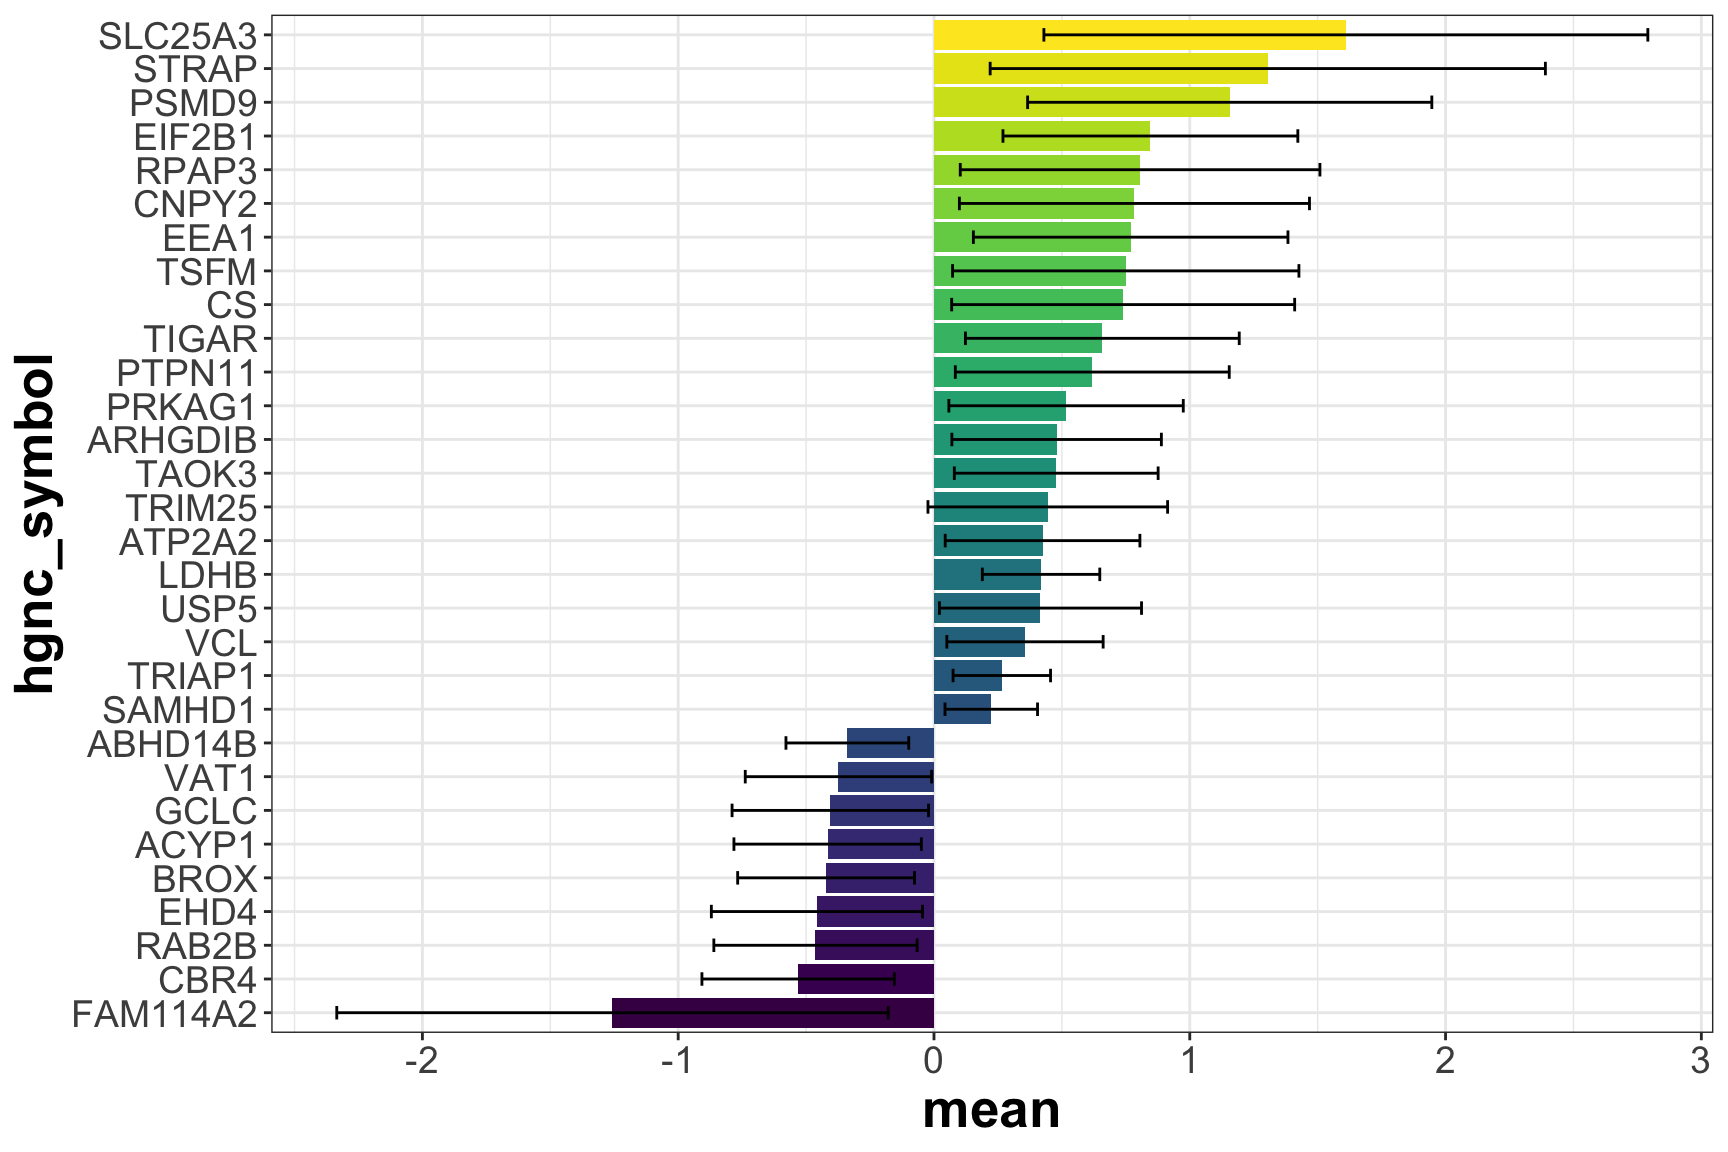 SLC25A3
STRAP
PSMD9
EIF2B1
RPAP3
CNPY2
EEA1
TSFM
CS
TIGAR
PTPN11
PRKAG1
ARHGDIB
TAOK3
TRIM25
ATP2A2
LDHB
USP5
VCL
TRIAP1
SAMHD1
ABHD14B
VAT1
GCLC
ACYP1
BROX
EHD4
RAB2B
CBR4
FAM114A2
hgnc_symbol
-2 -1 0 1 2 3
mean